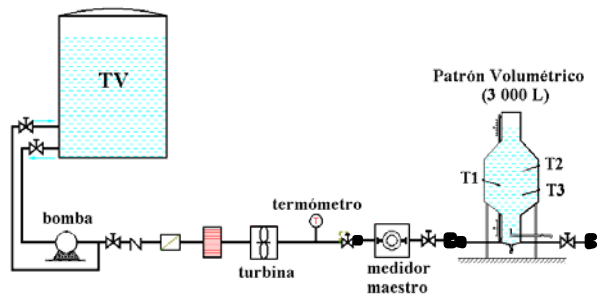 TV
Patrón Volumétrico
(3 000 L)
T1
T2
T3
bomba
termómetro
T
turbina
medidor
maestro